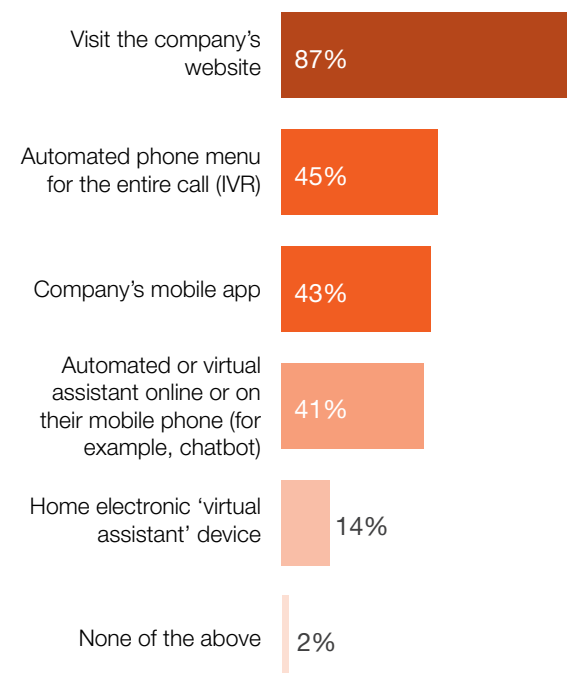 Visit the company’s
website
87%
Automated phone menu
for the entire call (IVR)
45%
Company’s mobile app
43%
Automated or virtual
assistant online or on
their mobile phone (for
example, chatbot)
41%
Home electronic ‘virtual
assistant’ device
14%
None of the above
2%